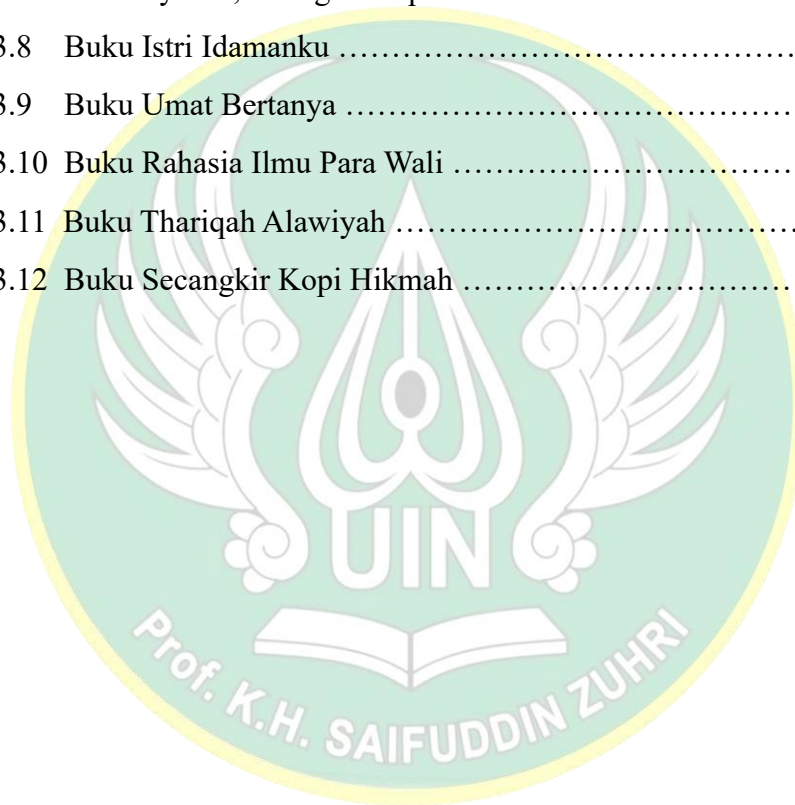 3.8 Buku Istri Idamanku ……………………………………
3.9 Buku Umat Bertanya ……………………………………
3.10 Buku Rahasia Ilmu Para Wali ……………………………
3.11 Buku Thariqah Alawiyah …………………………………
3.12 Buku Secangkir Kopi Hikmah ……………………………
UIN
Prof. K.H. SAIFUDDIN ZUHRI